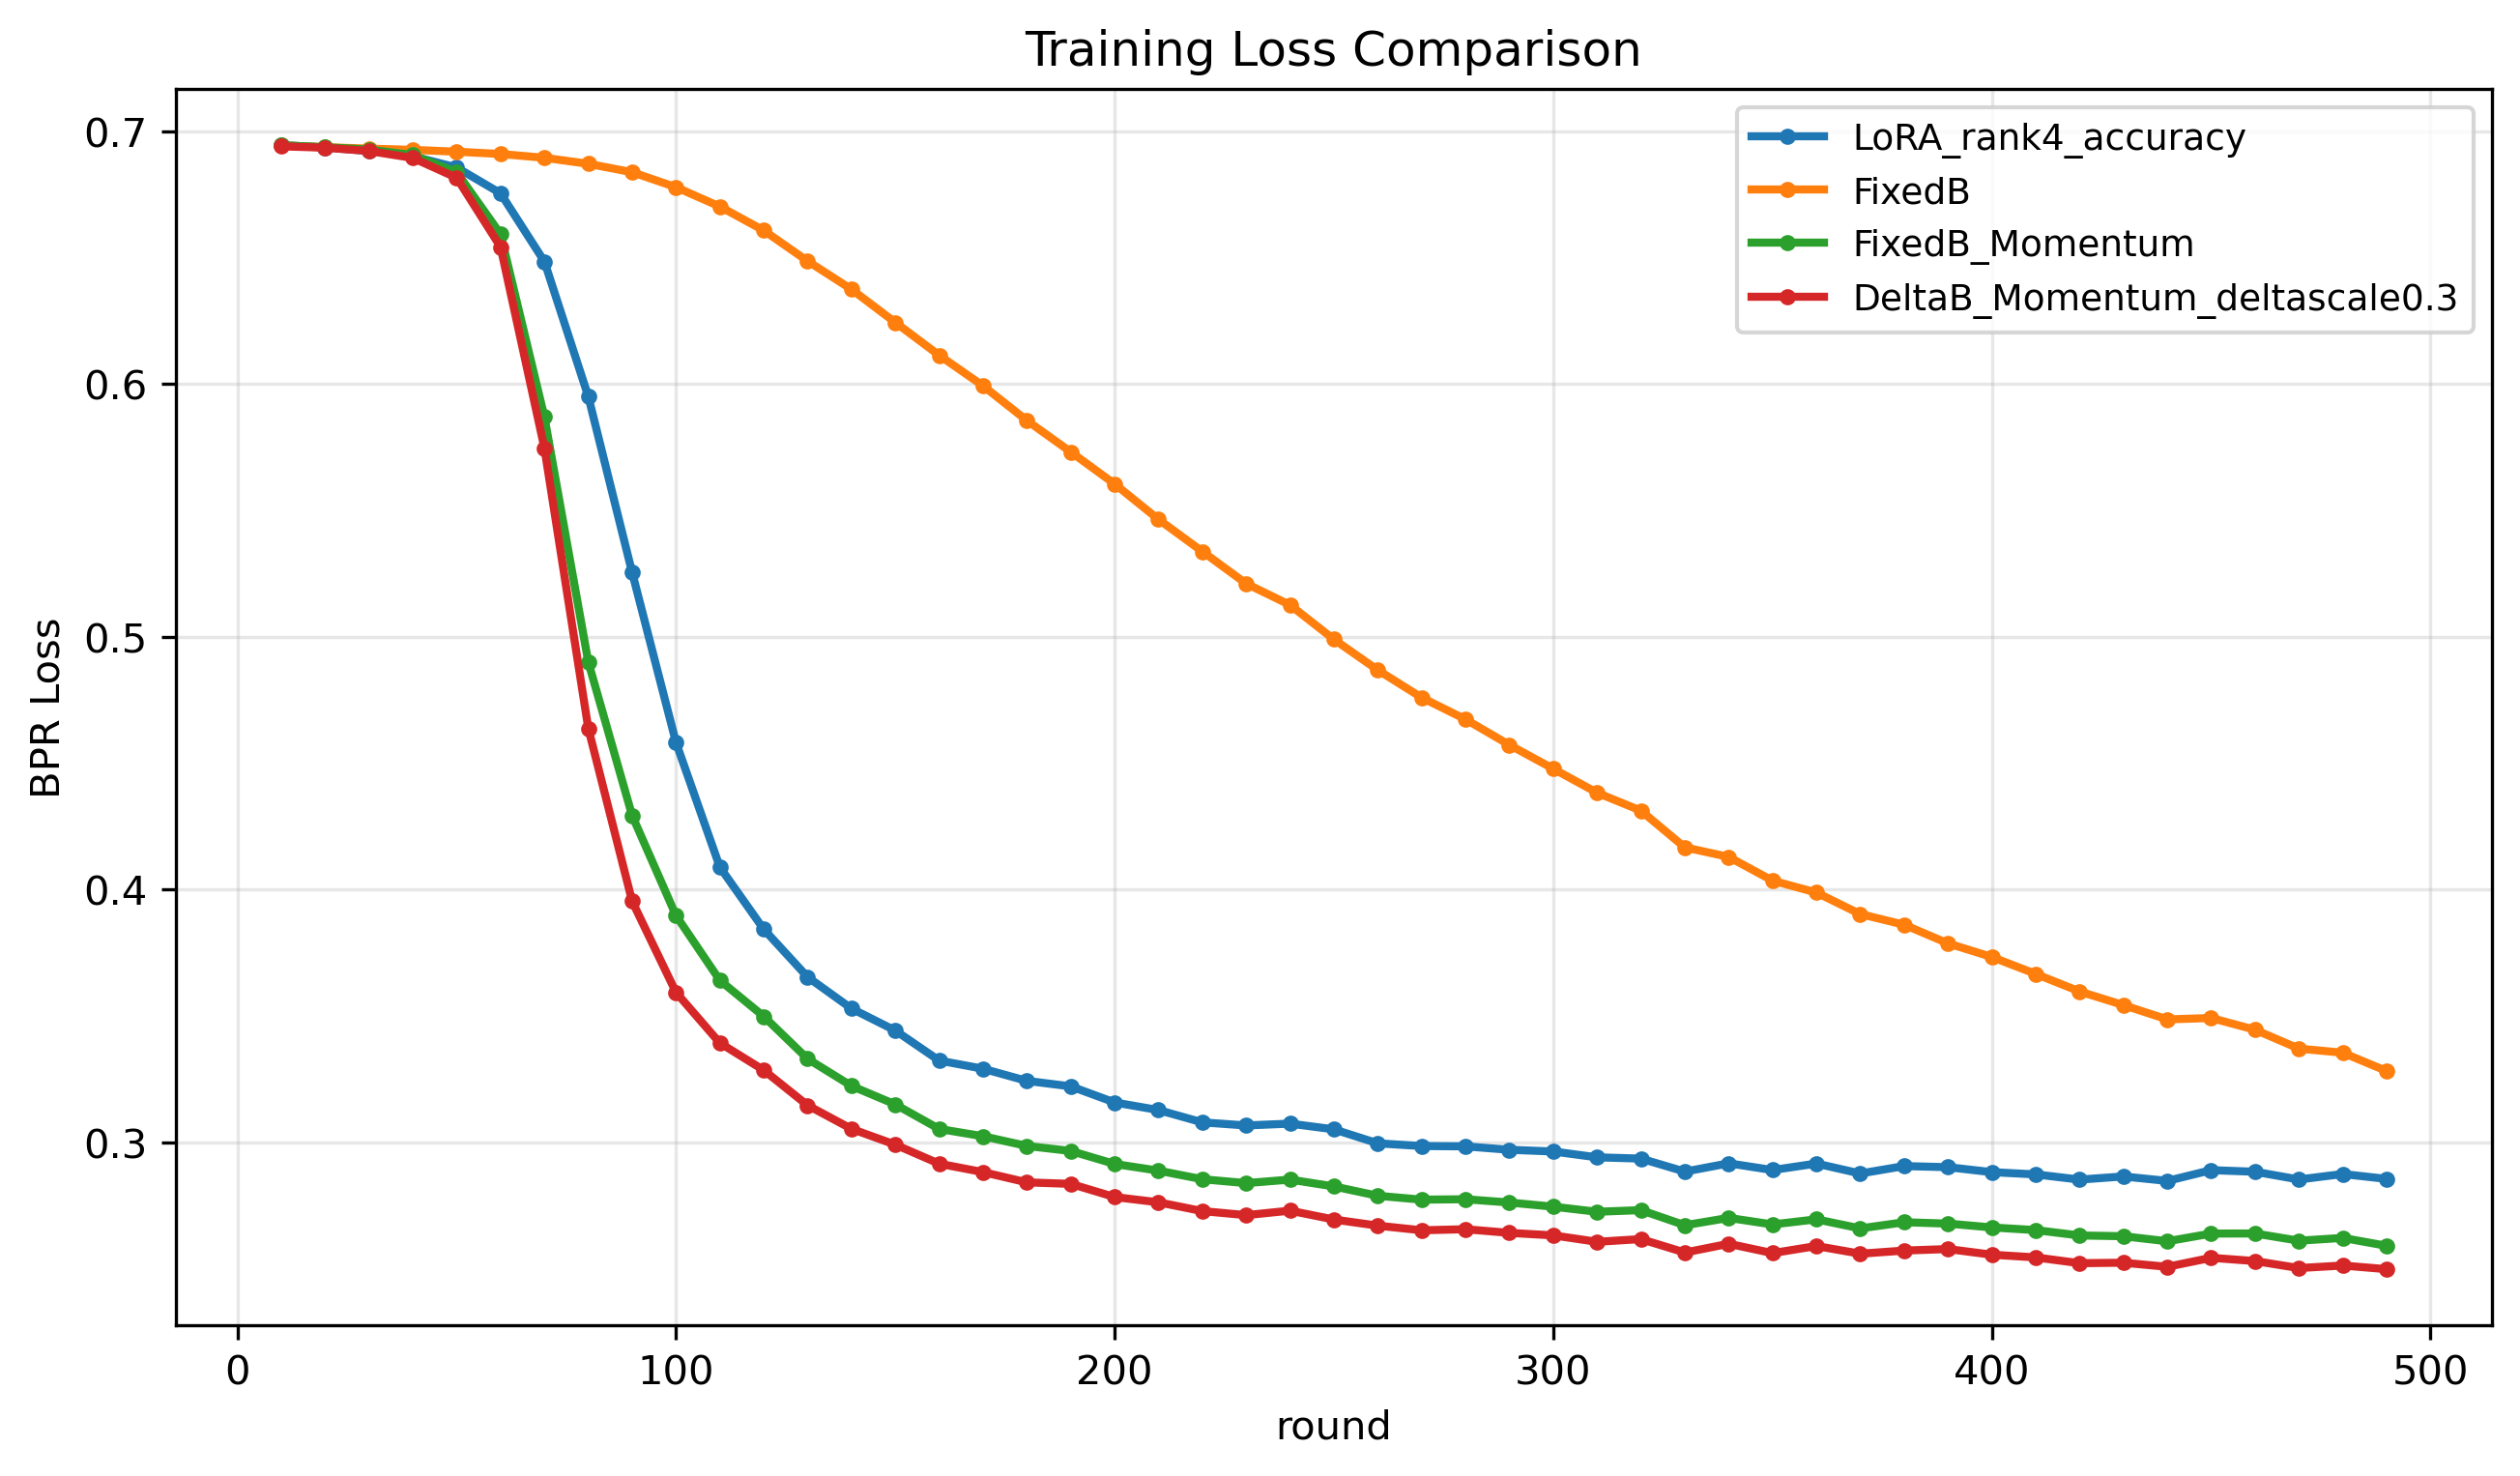 Training Loss Comparison
LoRA_rank4_accuracy
FixedB
FixedB_Momentum
DeltaB_Momentum_deltascale0.3
BPR Loss
0.7
0.6
0.5
0.4
0.3
0 100 200 300 400 500
round